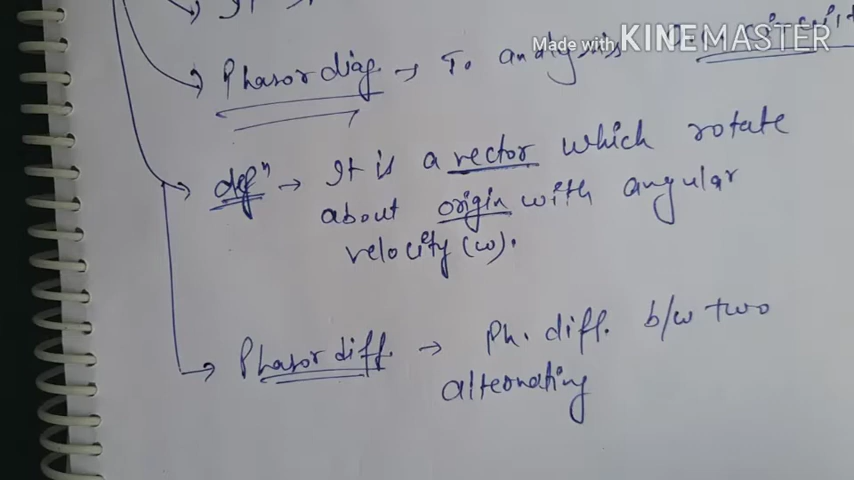 Phasor diag. → To analysis
Made with KINEMASTER
defⁿ → It is a vector which rotate
about origin with angular
velocity (ω).
Phasor diff. → Ph. diff. b/w two
alternating